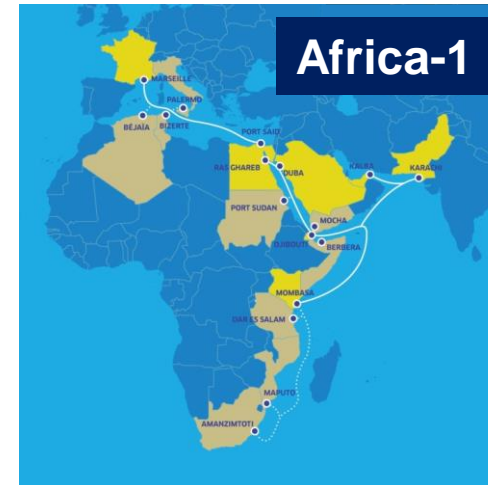 Africa-1
MARSEILLE
PALERMO
BEJAIA
BIZERTE
PORT SAID
RAS GHAREB
DUBA
KALBA
KARACHI
PORT SUDAN
MOCHA
DJIBOUTI
BERBERA
MOMBASA
DAR ES SALAM
MAPUTO
AMANZIMTOTI